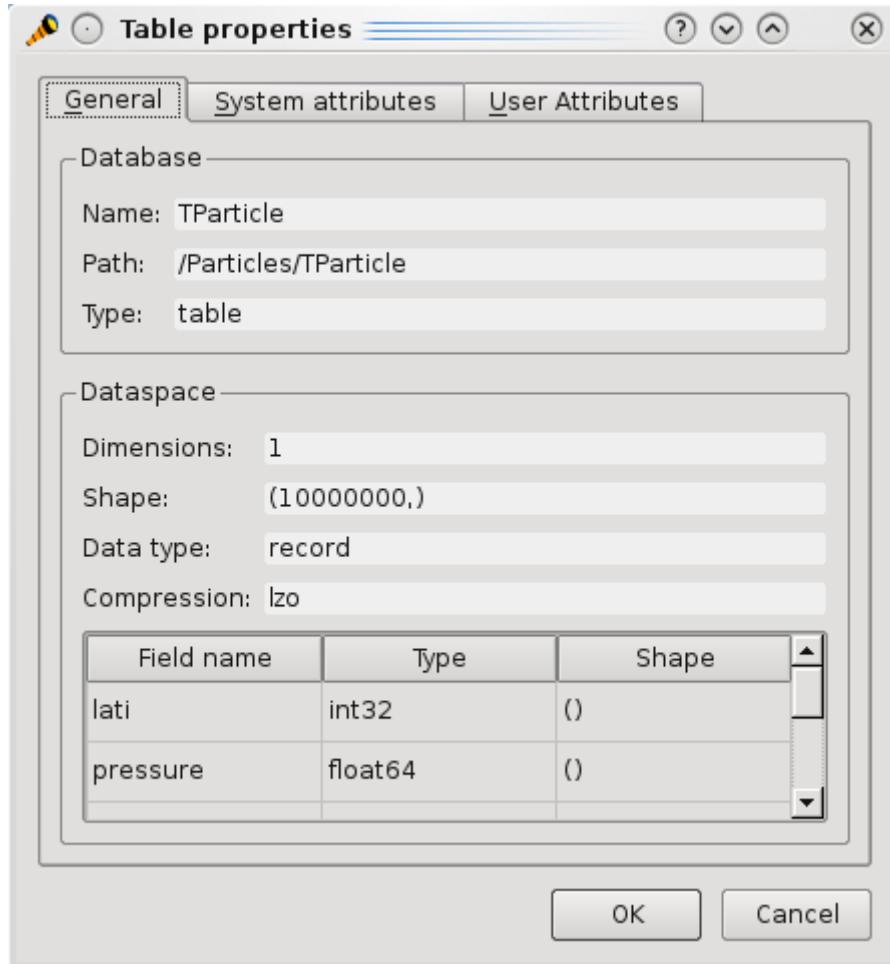 Table properties
General System attributes User Attributes
Database
Name: TParticle
Path: /Particles/TParticle
Type: table
Dataspace
Dimensions: 1
Shape: (10000000,)
Data type: record
Compression: lzo
Field name Type Shape
lati int32 ()
pressure float64 ()
OK Cancel